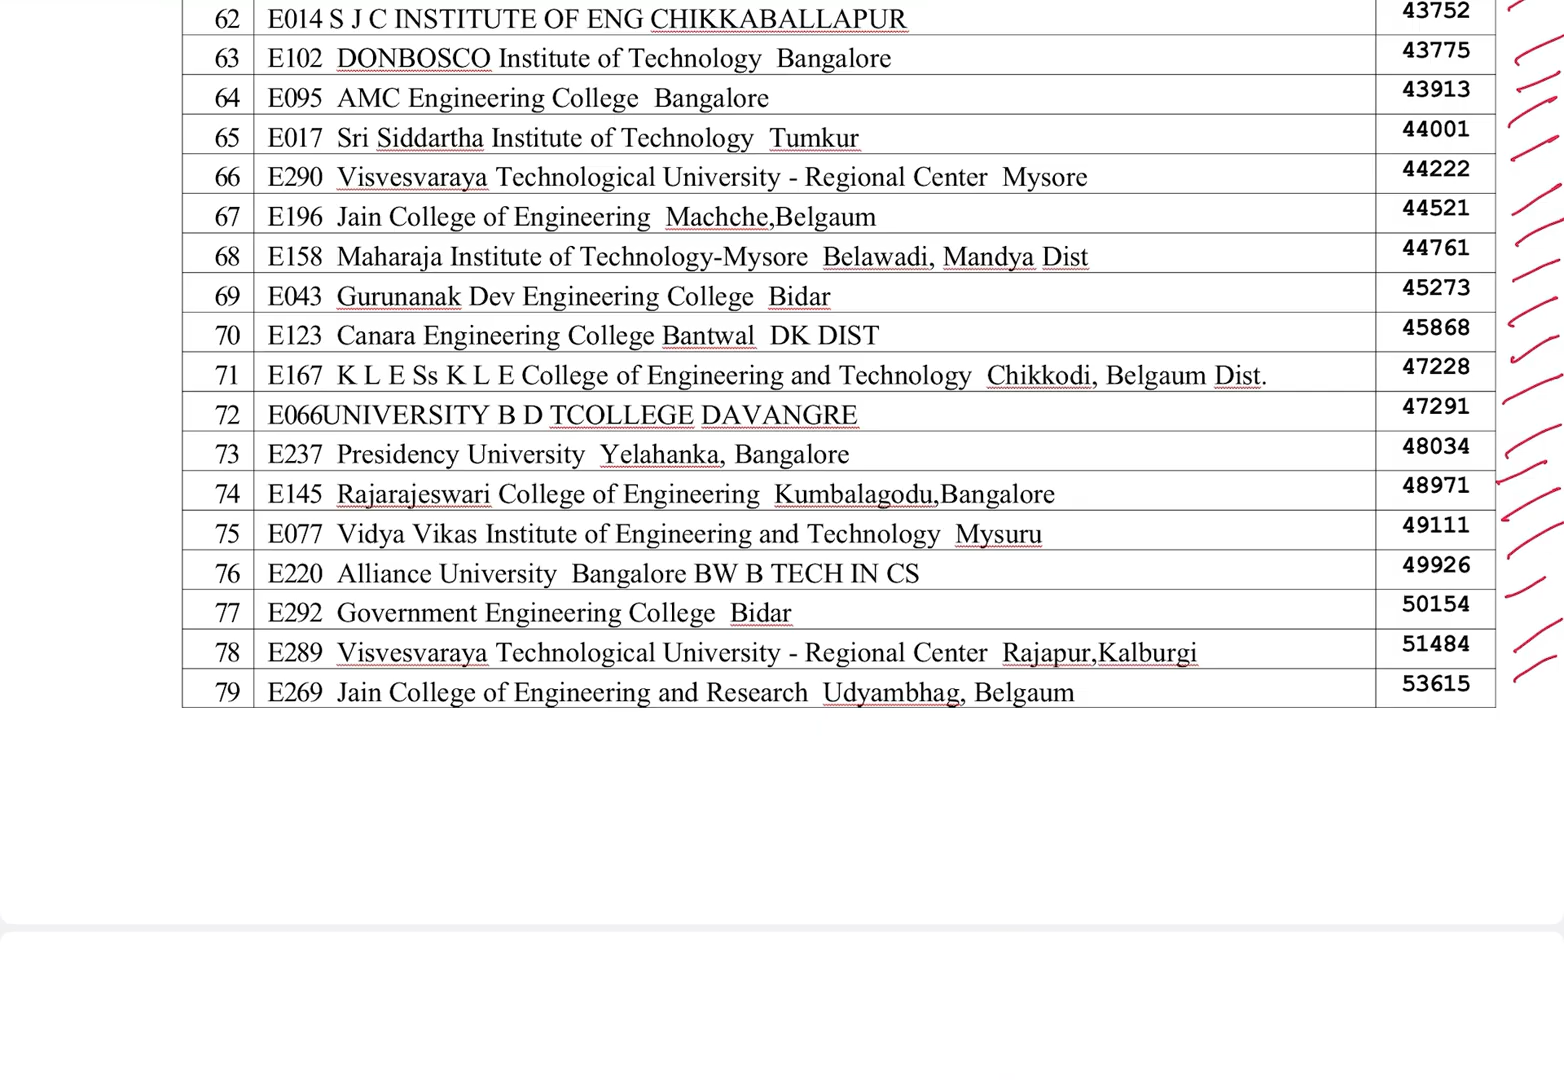 62 E014 S J C INSTITUTE OF ENG CHIKKABALLAPUR 43752
63 E102 DONBOSCO Institute of Technology Bangalore 43775
64 E095 AMC Engineering College Bangalore 43913
65 E017 Sri Siddartha Institute of Technology Tumkur 44001
66 E290 Visvesvaraya Technological University - Regional Center Mysore 44222
67 E196 Jain College of Engineering Machche,Belgaum 44521
68 E158 Maharaja Institute of Technology-Mysore Belawadi, Mandya Dist 44761
69 E043 Gurunanak Dev Engineering College Bidar 45273
70 E123 Canara Engineering College Bantwal DK DIST 45868
71 E167 K L E Ss K L E College of Engineering and Technology Chikkodi, Belgaum Dist. 47228
72 E066UNIVERSITY B D TCOLLEGE DAVANGRE 47291
73 E237 Presidency University Yelahanka, Bangalore 48034
74 E145 Rajarajeswari College of Engineering Kumbalagodu,Bangalore 48971
75 E077 Vidya Vikas Institute of Engineering and Technology Mysuru 49111
76 E220 Alliance University Bangalore BW B TECH IN CS 49926
77 E292 Government Engineering College Bidar 50154
78 E289 Visvesvaraya Technological University - Regional Center Rajapur,Kalburgi 51484
79 E269 Jain College of Engineering and Research Udyambhag, Belgaum 53615